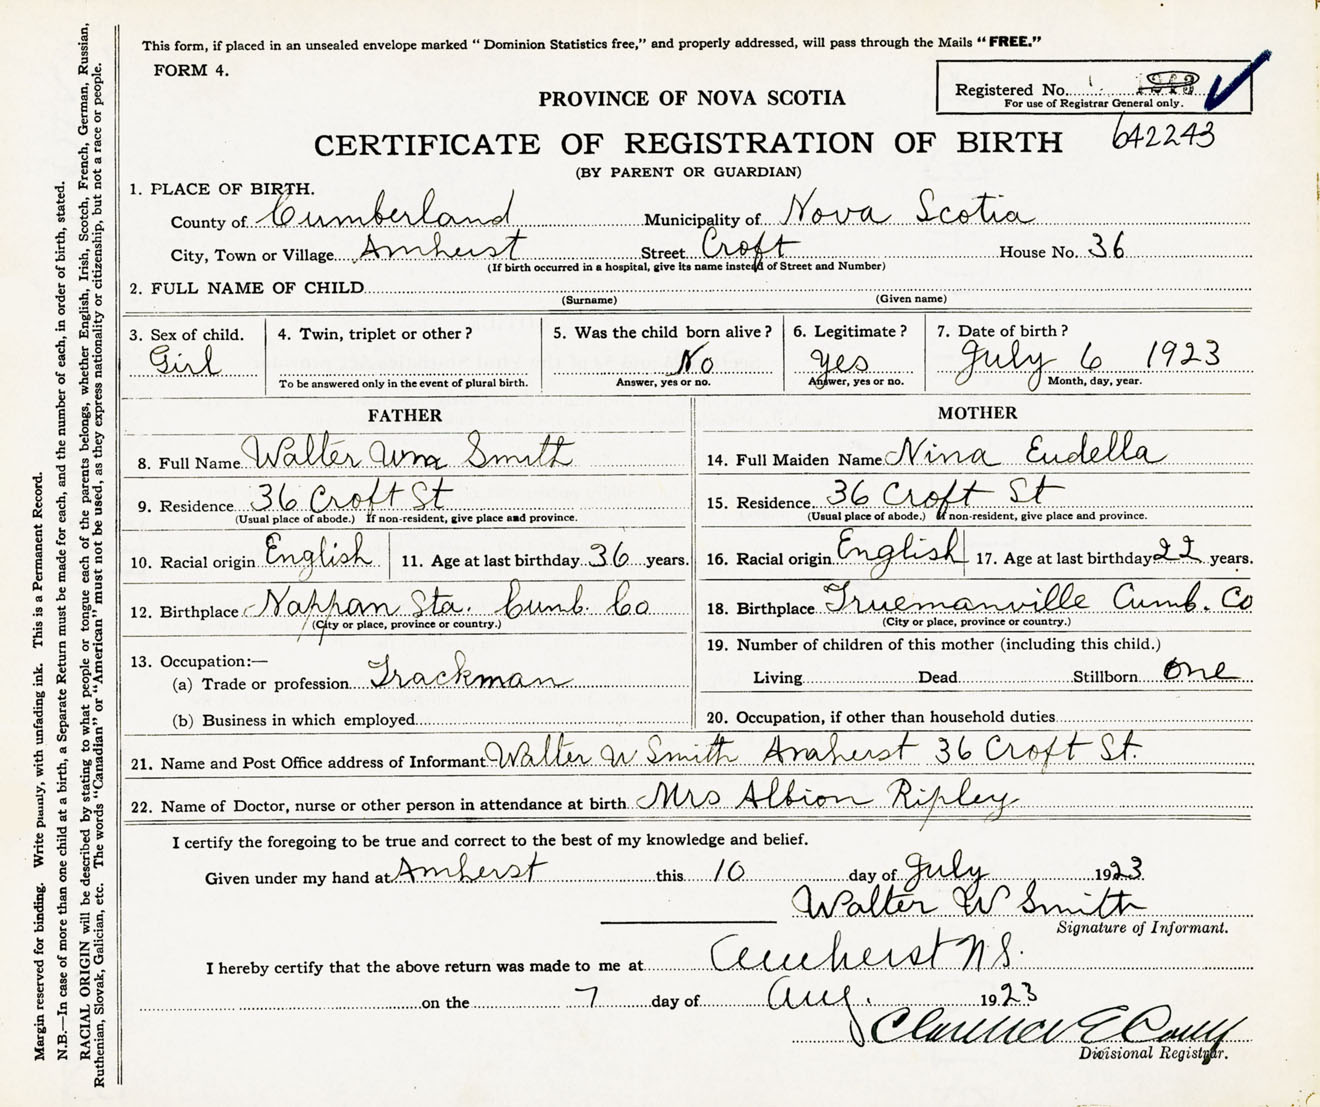 This form, if placed in an unsealed envelope marked “ Dominion Statistics free,” and properly addressed, will pass through the Mails “ FREE.”
FORM 4.
Registered No.
For use of Registrar General only.
PROVINCE OF NOVA SCOTIA
CERTIFICATE OF REGISTRATION OF BIRTH 642243
(BY PARENT OR GUARDIAN)
1. PLACE OF BIRTH.
County of Cumberland Municipality of Nova Scotia
City, Town or Village Amherst Street Croft House No. 36
(If birth occurred in a hospital, give its name instead of Street and Number)
2. FULL NAME OF CHILD
(Surname) (Given name)
3. Sex of child. 4. Twin, triplet or other ? 5. Was the child born alive ? 6. Legitimate ? 7. Date of birth ?
Girl No Yes July 6 1923
To be answered only in the event of plural birth. Answer, yes or no. Answer, yes or no. Month, day, year.
FATHER MOTHER
8. Full Name Walter Wm Smith 14. Full Maiden Name Nina Eudella
9. Residence 36 Croft St 15. Residence 36 Croft St
(Usual place of abode.) If non-resident, give place and province. (Usual place of abode.) If non-resident, give place and province.
10. Racial origin English 11. Age at last birthday 36 years. 16. Racial origin English 17. Age at last birthday 22 years.
12. Birthplace Nappan Sta. Cumb. Co 18. Birthplace Truemanville Cumb. Co
(City or place, province or country.) (City or place, province or country.)
13. Occupation:— 19. Number of children of this mother (including this child.)
(a) Trade or profession Trackman Living Dead Stillborn One
(b) Business in which employed 20. Occupation, if other than household duties
21. Name and Post Office address of Informant Walter W Smith Amherst 36 Croft St.
22. Name of Doctor, nurse or other person in attendance at birth Mrs Albion Ripley
I certify the foregoing to be true and correct to the best of my knowledge and belief.
Given under my hand at Amherst this 10 day of July 1923
Walter W Smith
Signature of Informant.
I hereby certify that the above return was made to me at Amherst N.S.
on the 7 day of Aug. 1923
Clarence E
Divisional Registrar.
Margin reserved for binding. Write plainly, with unfading ink. This is a Permanent Record.
N.B.—In case of more than one child at a birth, a Separate Return must be made for each, and the number of each, in order of birth, stated.
RACIAL ORIGIN will be described by stating to what people or tongue each of the parents belongs, whether English, Irish, Scotch, French, German, Russian,
Ruthenian, Slovak, Galician, etc. The words “Canadian” or “American” must not be used, as they express nationality or citizenship, but not a race or people.